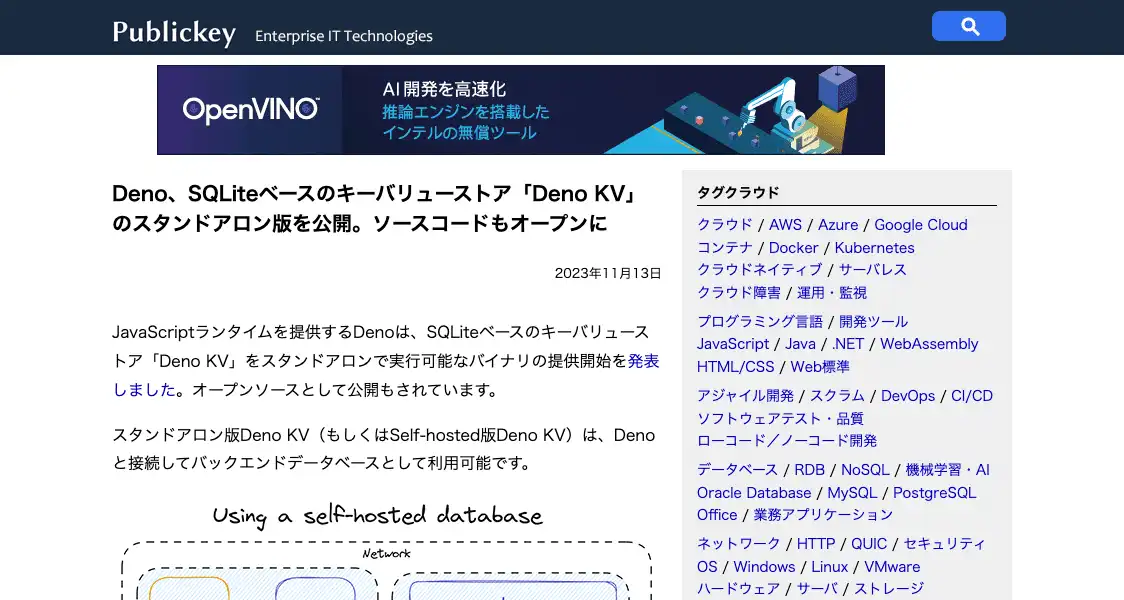 Publickey Enterprise IT Technologies
OpenVINO™
AI開発を高速化
推論エンジンを搭載した
インテルの無償ツール
Deno、SQLiteベースのキーバリューストア「Deno KV」
のスタンドアロン版を公開。ソースコードもオープンに
2023年11月13日
JavaScriptランタイムを提供するDenoは、SQLiteベースのキーバリュース
トア「Deno KV」をスタンドアロンで実行可能なバイナリの提供開始を発表
しました。オープンソースとして公開もされています。
スタンドアロン版Deno KV（もしくはSelf-hosted版Deno KV）は、Deno
と接続してバックエンドデータベースとして利用可能です。
Using a self-hosted database
Network
タグクラウド
クラウド / AWS / Azure / Google Cloud
コンテナ / Docker / Kubernetes
クラウドネイティブ / サーバレス
クラウド障害 / 運用・監視
プログラミング言語 / 開発ツール
JavaScript / Java / .NET / WebAssembly
HTML/CSS / Web標準
アジャイル開発 / スクラム / DevOps / CI/CD
ソフトウェアテスト・品質
ローコード／ノーコード開発
データベース / RDB / NoSQL / 機械学習・AI
Oracle Database / MySQL / PostgreSQL
Office / 業務アプリケーション
ネットワーク / HTTP / QUIC / セキュリティ
OS / Windows / Linux / VMware
ハードウェア / サーバ / ストレージ